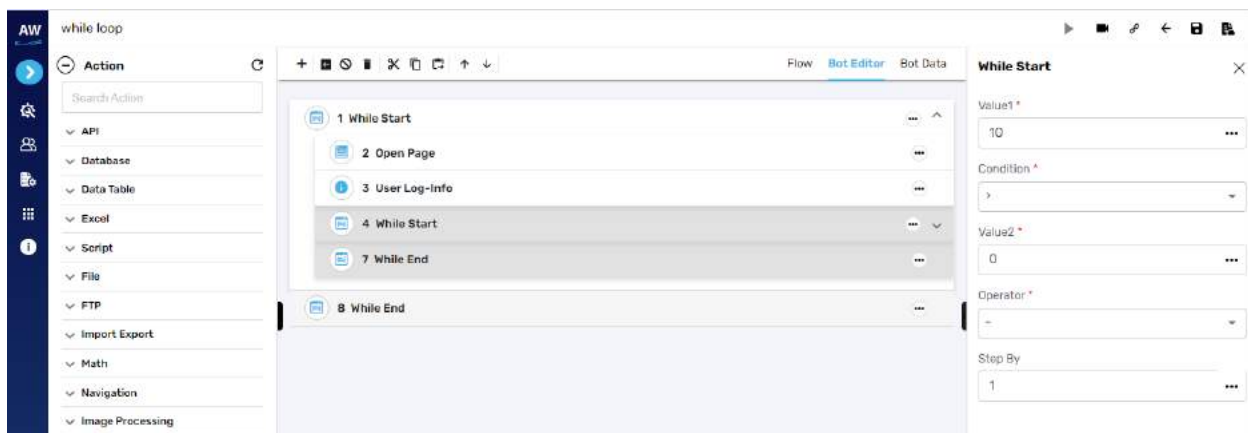 AW
while loop
Action
Search Action
API
Database
Data Table
Excel
Script
File
FTP
Import Export
Math
Navigation
Image Processing
Flow Bot Editor Bot Data
1 While Start
2 Open Page
3 User Log-Info
4 While Start
7 While End
8 While End
While Start
Value1 *
10
Condition *
>
Value2 *
0
Operator *
-
Step By
1